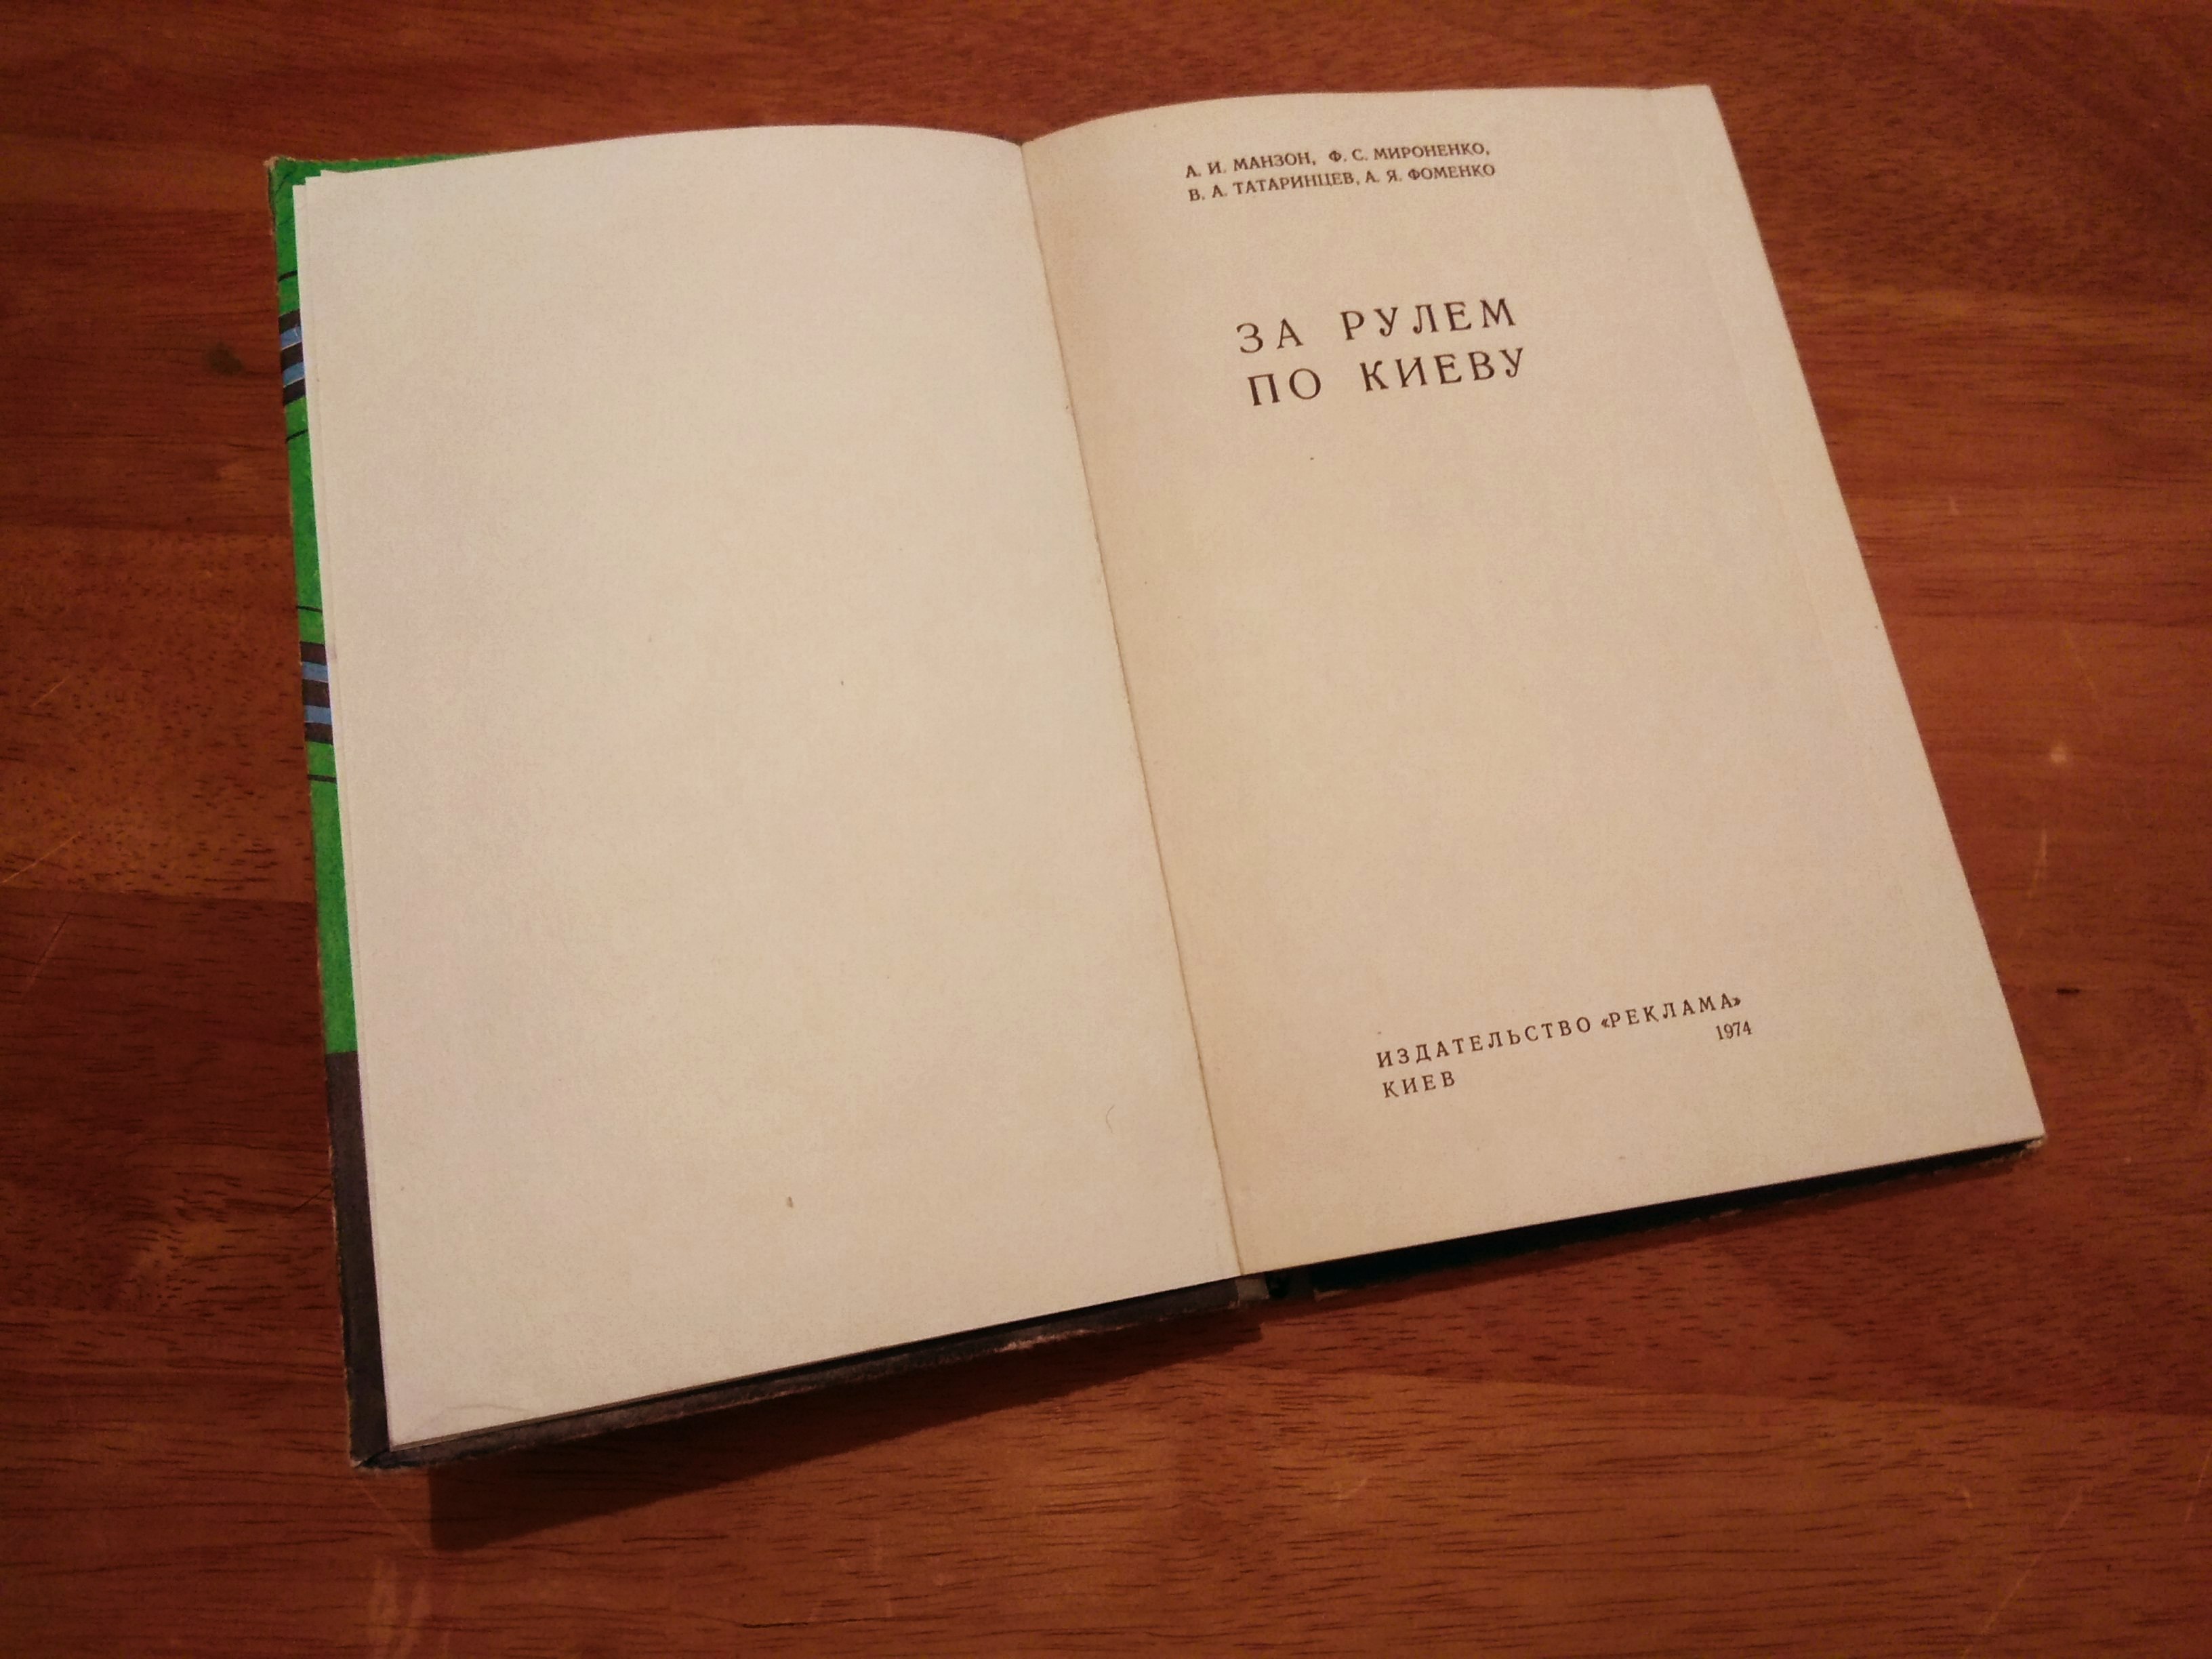 А. И. МАНЗОН, Ф. С. МИРОНЕНКО,
В. А. ТАТАРИНЦЕВ, А. Я. ФОМЕНКО
ЗА РУЛЕМ
ПО КИЕВУ
ИЗДАТЕЛЬСТВО «РЕКЛАМА»
КИЕВ 1974